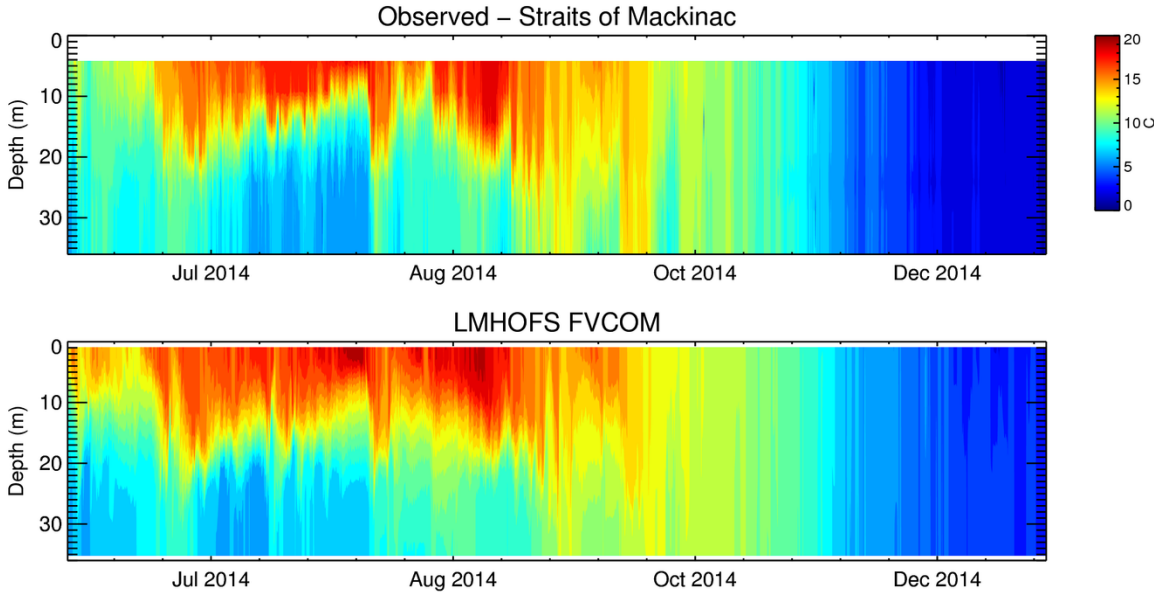 Observed – Straits of Mackinac
0
10
20
30
Depth (m)
Jul 2014 Aug 2014 Oct 2014 Dec 2014
20
15
10
5
0
C
LMHOFS FVCOM
0
10
20
30
Depth (m)
Jul 2014 Aug 2014 Oct 2014 Dec 2014